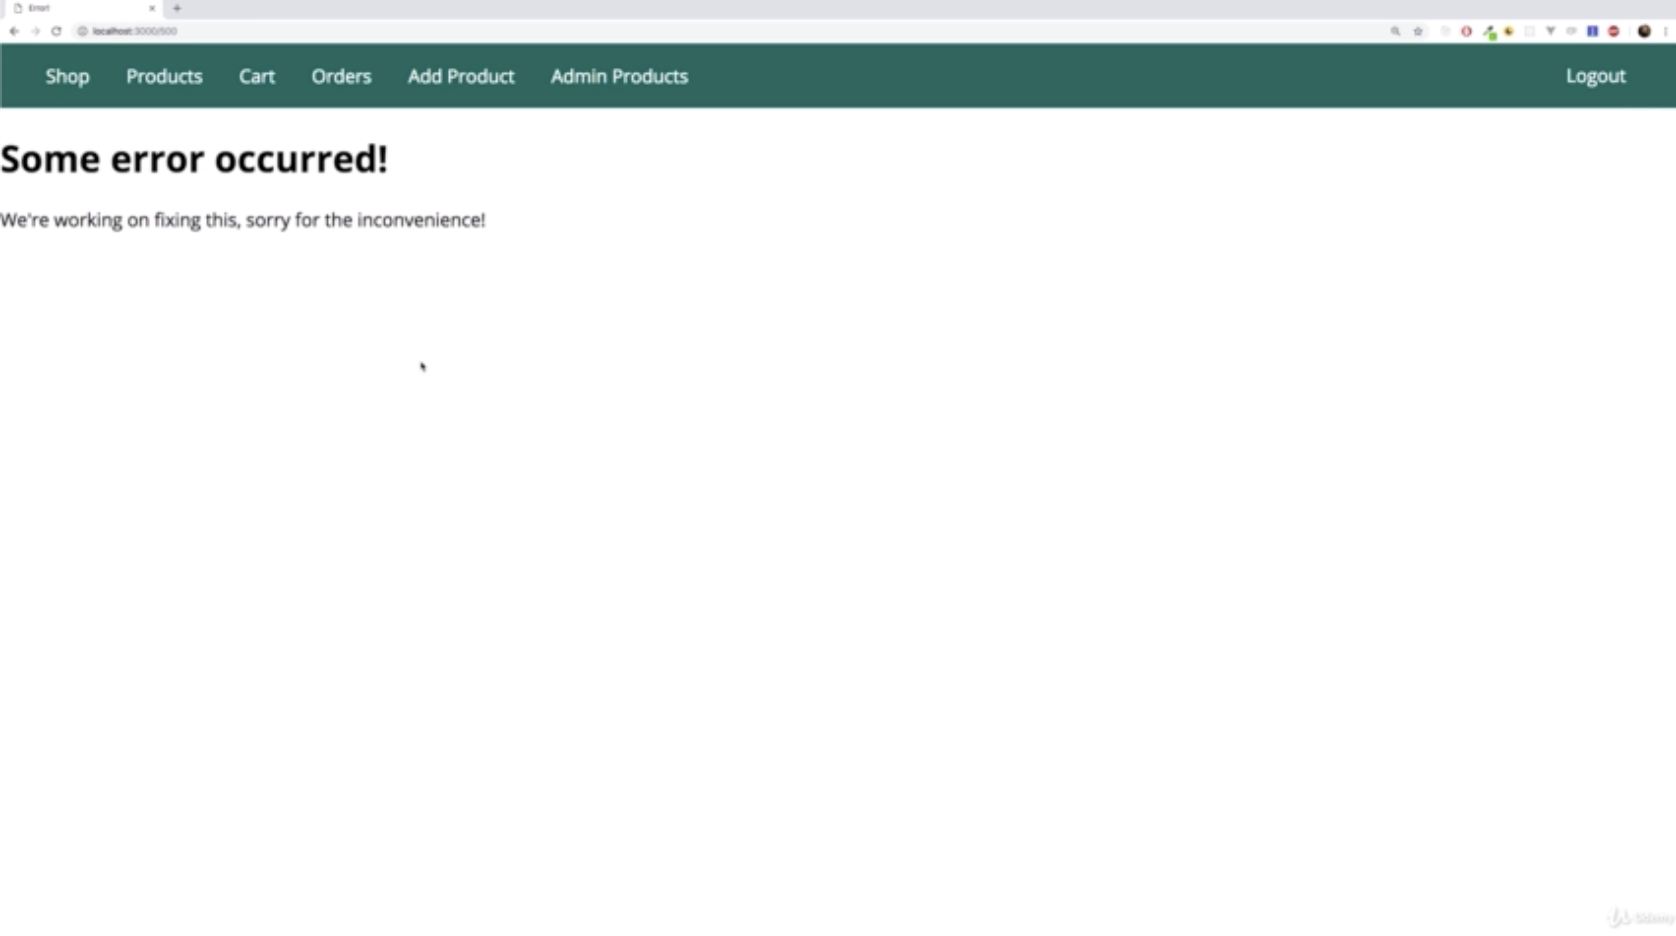 Error!
localhost:3000/500
Shop Products Cart Orders Add Product Admin Products Logout
Some error occurred!
We're working on fixing this, sorry for the inconvenience!
Udemy